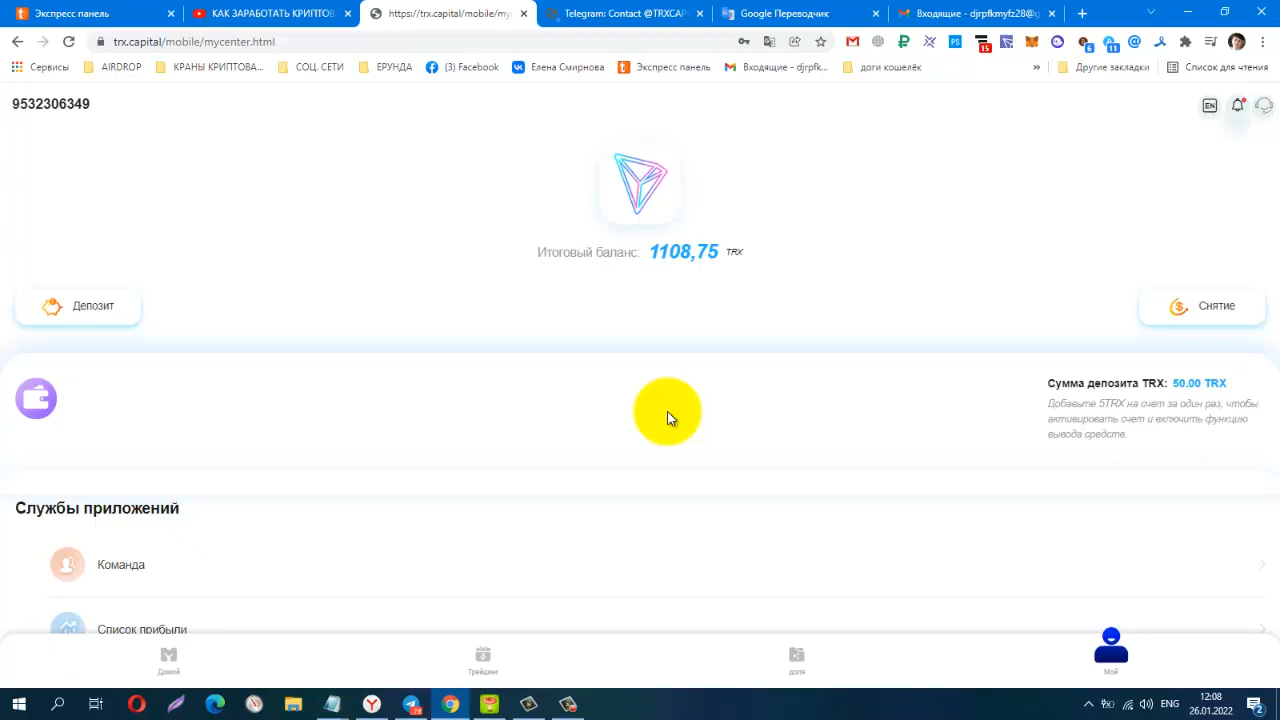 Экспресс панель
КАК ЗАРАБОТАТЬ КРИПТОВ
https://trx.capital/mobile/my
Telegram: Contact @TRXCAP
Google Переводчик
Входящие - djrpfkmyfz28@g
trx.capital/mobile/mycenter.html
15
6
11
Сервисы
AIRDROP
КРАНЫ КРИПТОВА...
СОЦ. СЕТИ
ЕРУНДА
(3) Facebook
Елена Смирнова
Экспресс панель
Входящие - djrpfk...
доги кошелёк
»
Другие закладки
Список для чтения
9532306349
EN
Итоговый баланс: 1108,75 TRX
Депозит
Снятие
Сумма депозита TRX: 50.00 TRX
Добавьте 5TRX на счет за один раз, чтобы
активировать счет и включить функцию
вывода средств.
Службы приложений
Команда
Список прибыли
Домой
Трейдинг
доля
Мой
ENG
12:08
26.01.2022
2